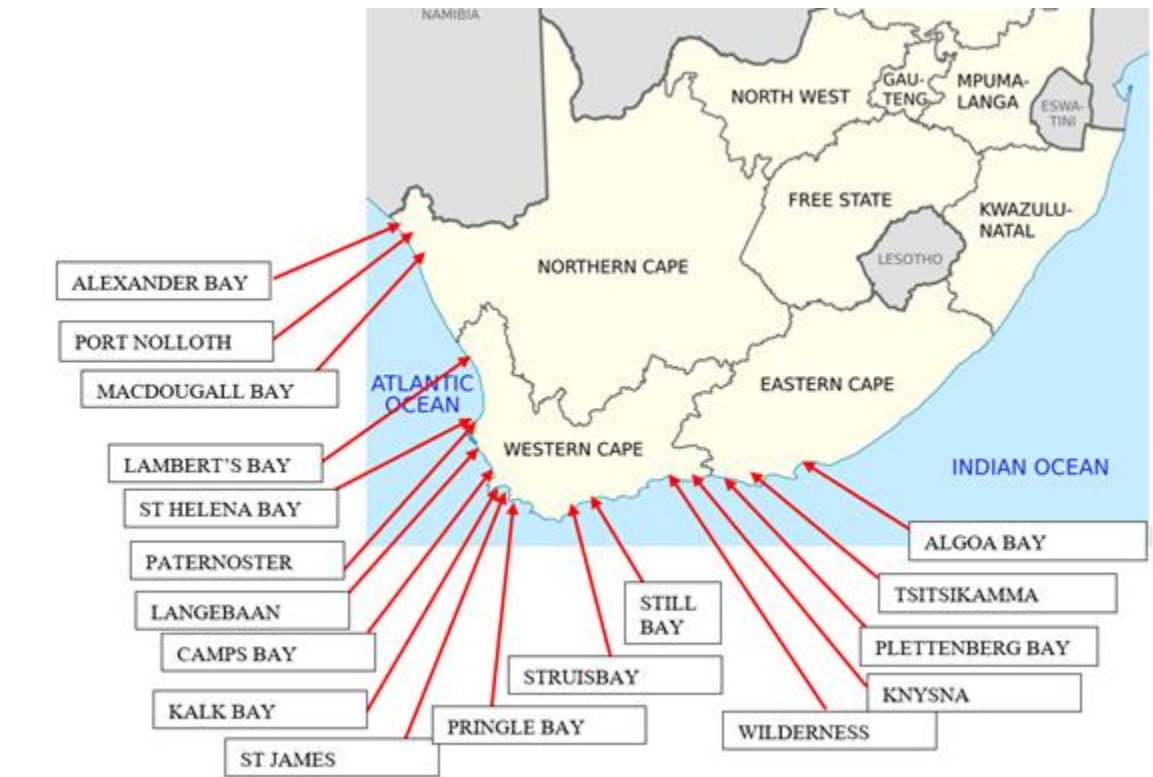 NAMIBIA
NORTH WEST
GAU-
TENG
MPUMA-
LANGA
ESWA-
TINI
FREE STATE
KWAZULU-
NATAL
LESOTHO
NORTHERN CAPE
ALEXANDER BAY
PORT NOLLOTH
MACDOUGALL BAY
ATLANTIC
OCEAN
EASTERN CAPE
WESTERN CAPE
INDIAN OCEAN
LAMBERT'S BAY
ST HELENA BAY
PATERNOSTER
LANGEBAAN
CAMPS BAY
KALK BAY
ST JAMES
PRINGLE BAY
STRUISBAY
STILL
BAY
WILDERNESS
KNYSNA
PLETTENBERG BAY
TSITSIKAMMA
ALGOA BAY